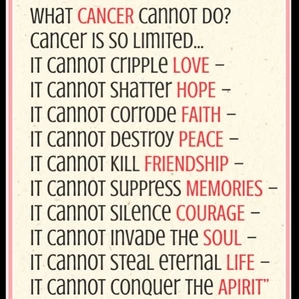 What CANCER cannot do?
cancer is so limited...
it cannot cripple LOVE –
it cannot shatter HOPE –
it cannot corrode FAITH –
it cannot destroy PEACE –
it cannot kill FRIENDSHIP –
it cannot suppress MEMORIES –
it cannot silence COURAGE –
it cannot invade the SOUL –
it cannot steal eternal LIFE –
it cannot conquer the APIRIT"